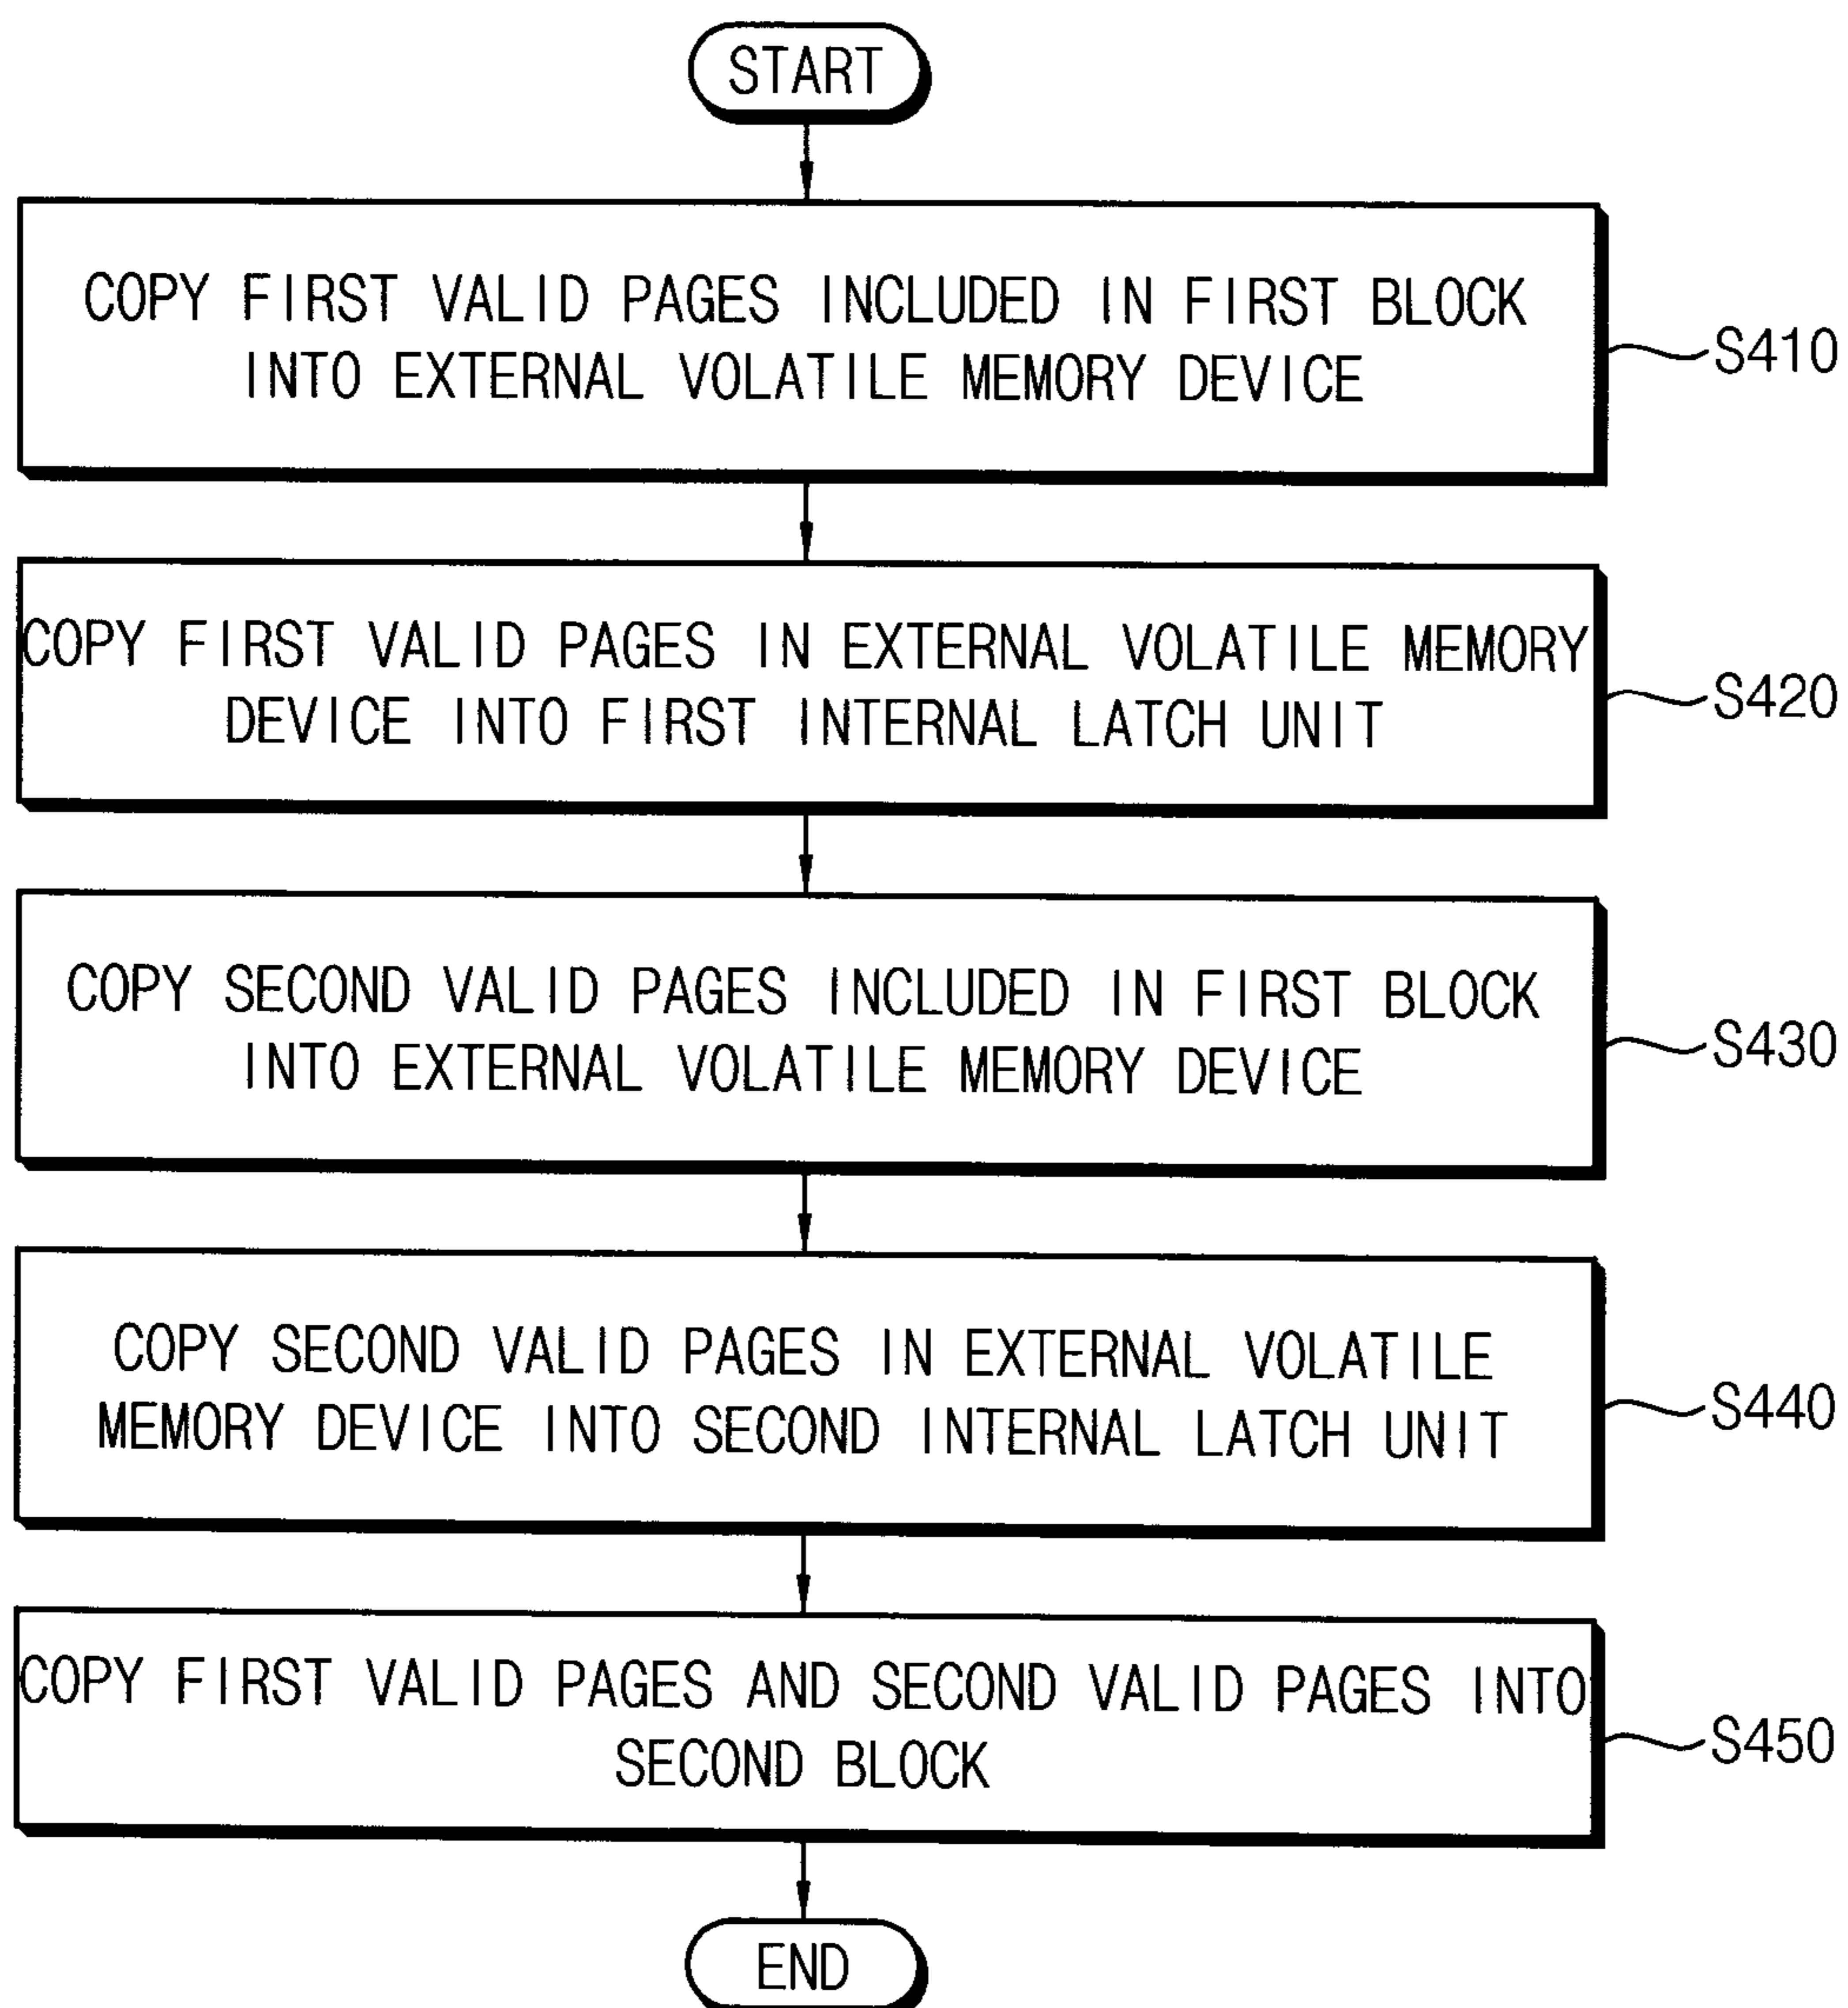 START
COPY FIRST VALID PAGES INCLUDED IN FIRST BLOCK
INTO EXTERNAL VOLATILE MEMORY DEVICE
S410
COPY FIRST VALID PAGES IN EXTERNAL VOLATILE MEMORY
DEVICE INTO FIRST INTERNAL LATCH UNIT
S420
COPY SECOND VALID PAGES INCLUDED IN FIRST BLOCK
INTO EXTERNAL VOLATILE MEMORY DEVICE
S430
COPY SECOND VALID PAGES IN EXTERNAL VOLATILE
MEMORY DEVICE INTO SECOND INTERNAL LATCH UNIT
S440
COPY FIRST VALID PAGES AND SECOND VALID PAGES INTO
SECOND BLOCK
S450
END